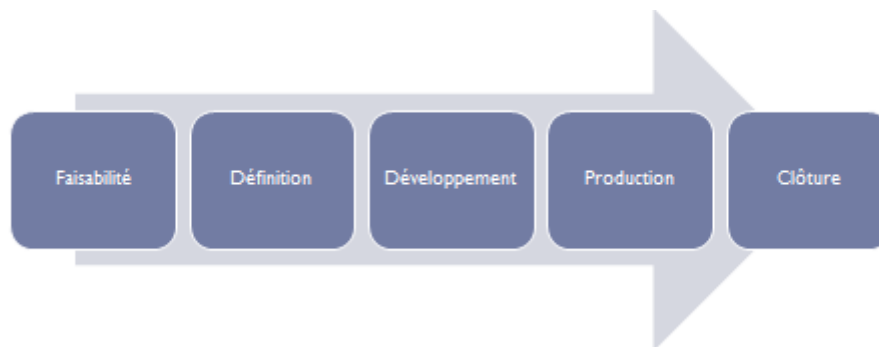 Faisabilité
Définition
Développement
Production
Clôture